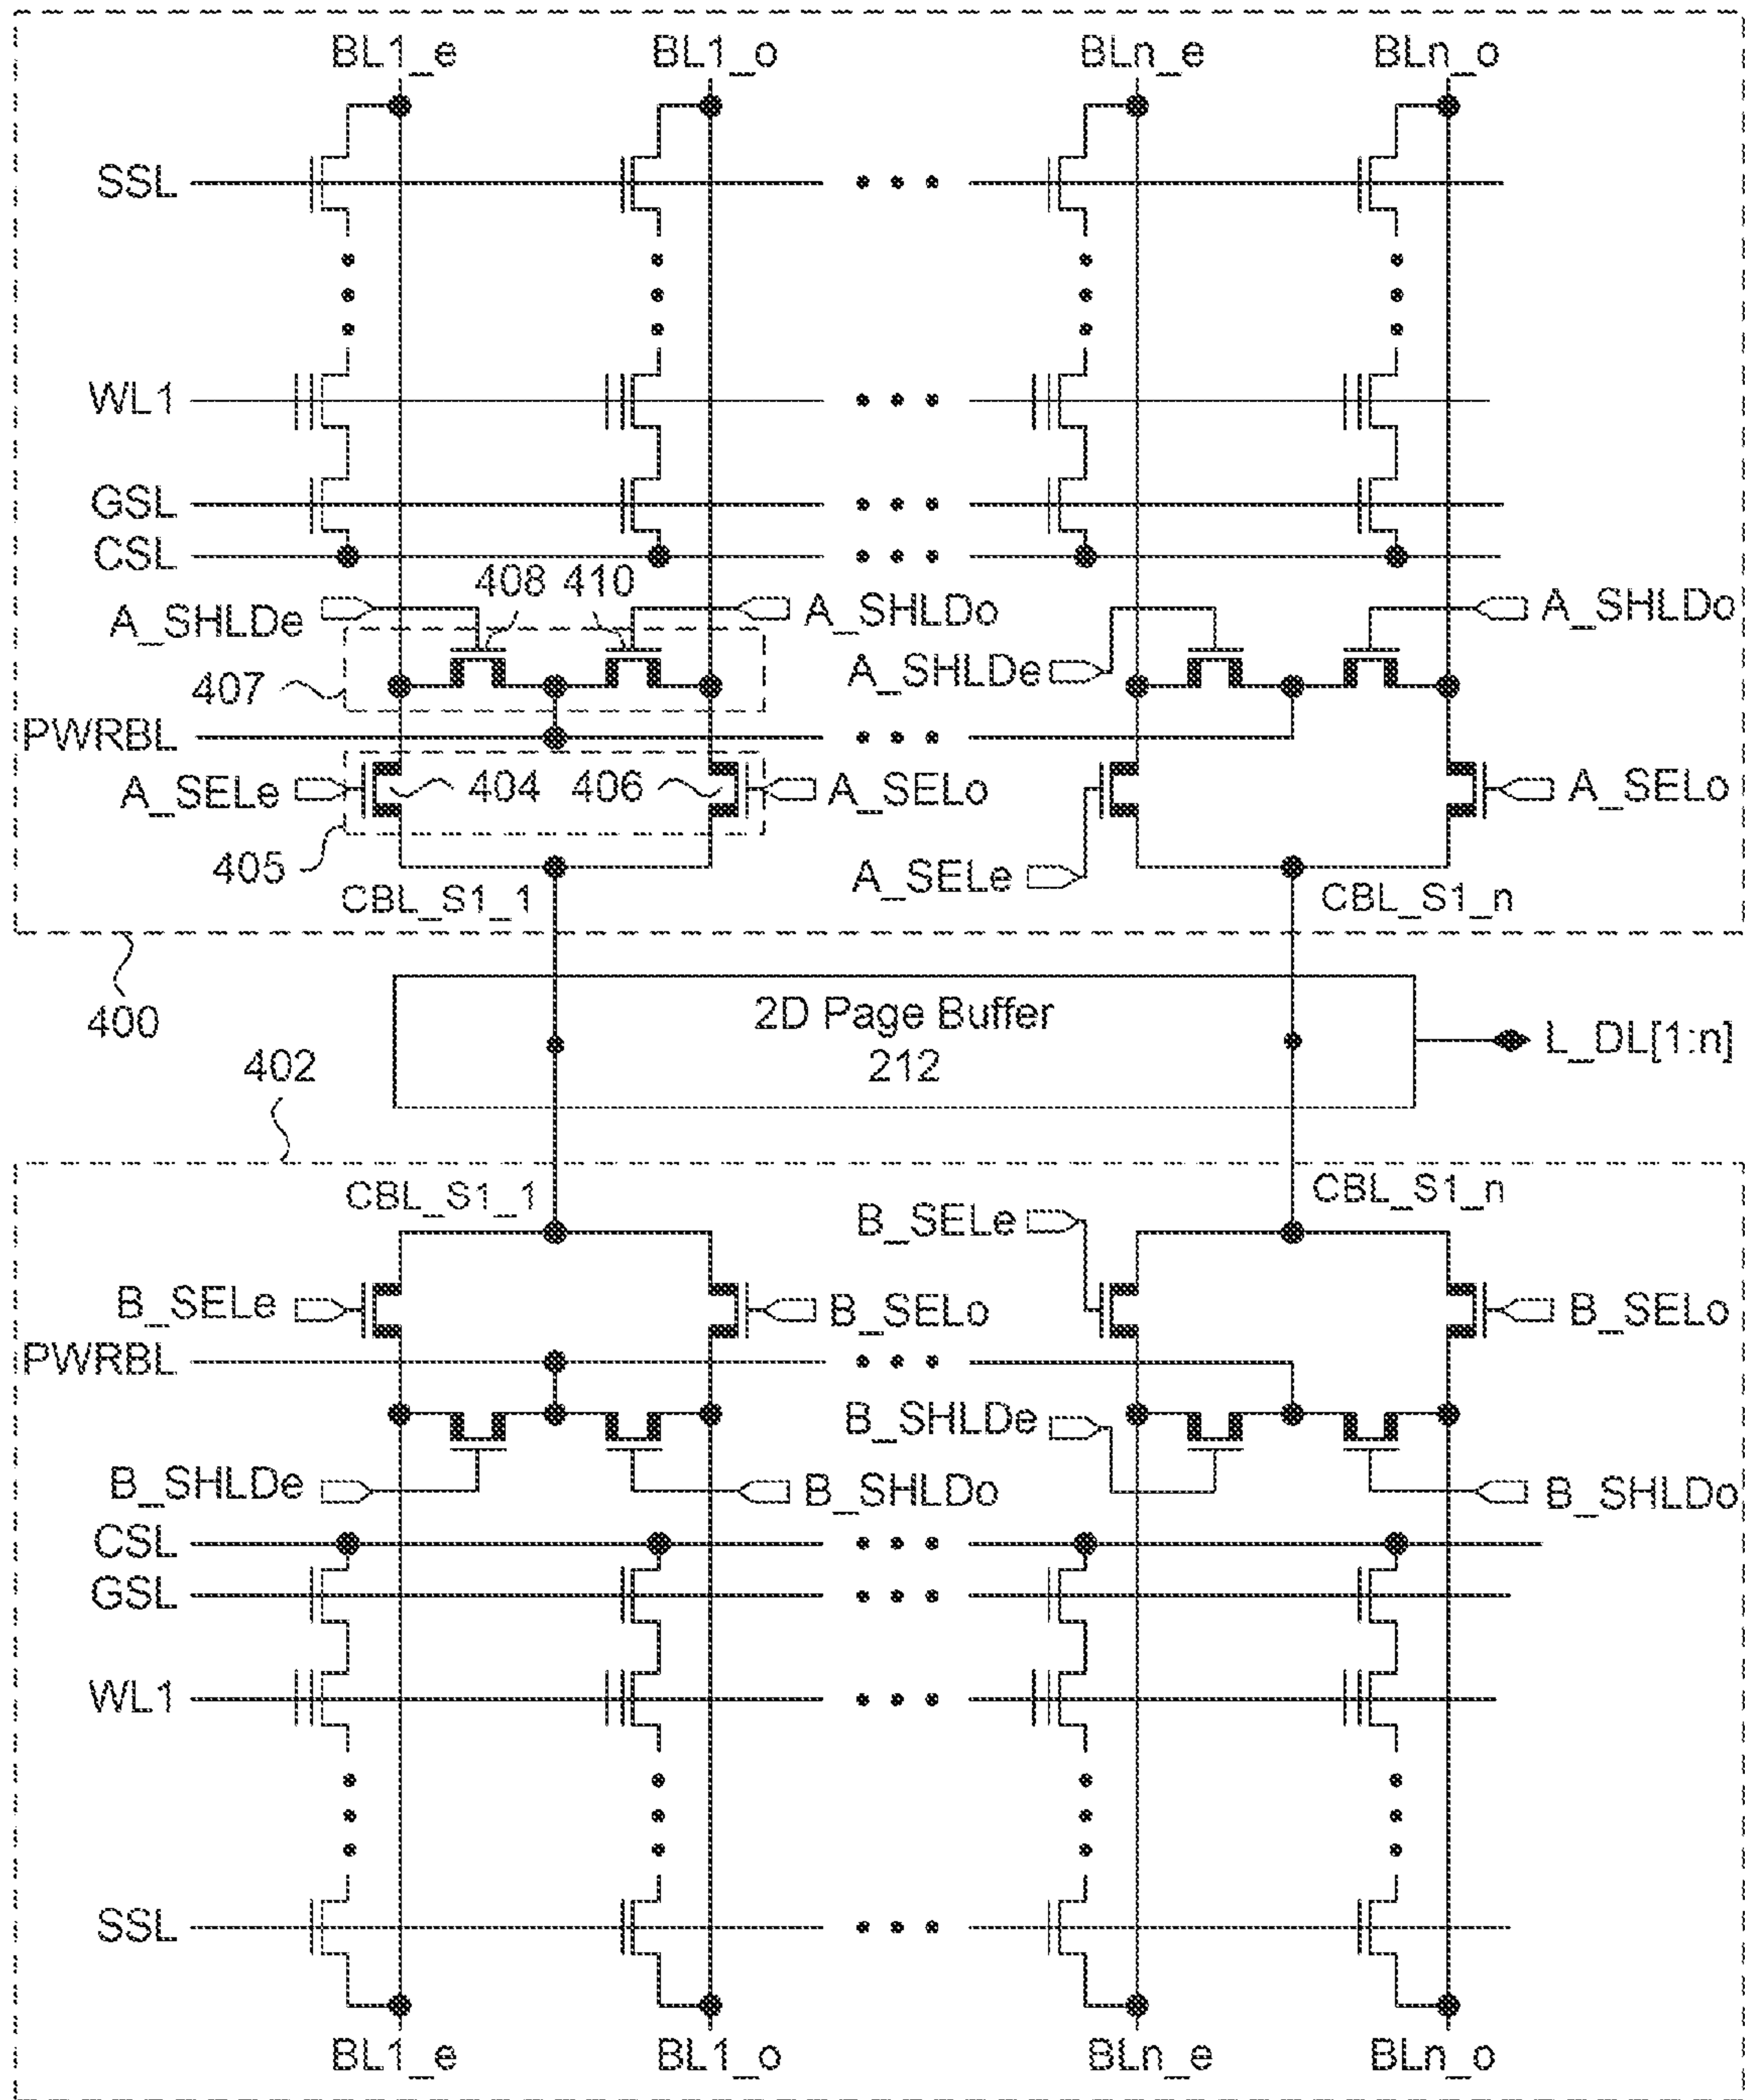 BL1_e BL1_o BLn_e BLn_o
SSL
WL1
GSL
CSL
408 410
A_SHLDe A_SHLDo A_SHLDo
A_SHLDe
407
PWRBL
A_SELe 404 406 A_SELo A_SELo
405 A_SELe
CBL_S1_1 CBL_S1_n
400
2D Page Buffer
212
L_DL[1:n]
402
CBL_S1_1 CBL_S1_n
B_SELe
B_SELe B_SELo B_SELo
PWRBL
B_SHLDe
B_SHLDe B_SHLDo B_SHLDo
CSL
GSL
WL1
SSL
BL1_e BL1_o BLn_e BLn_o